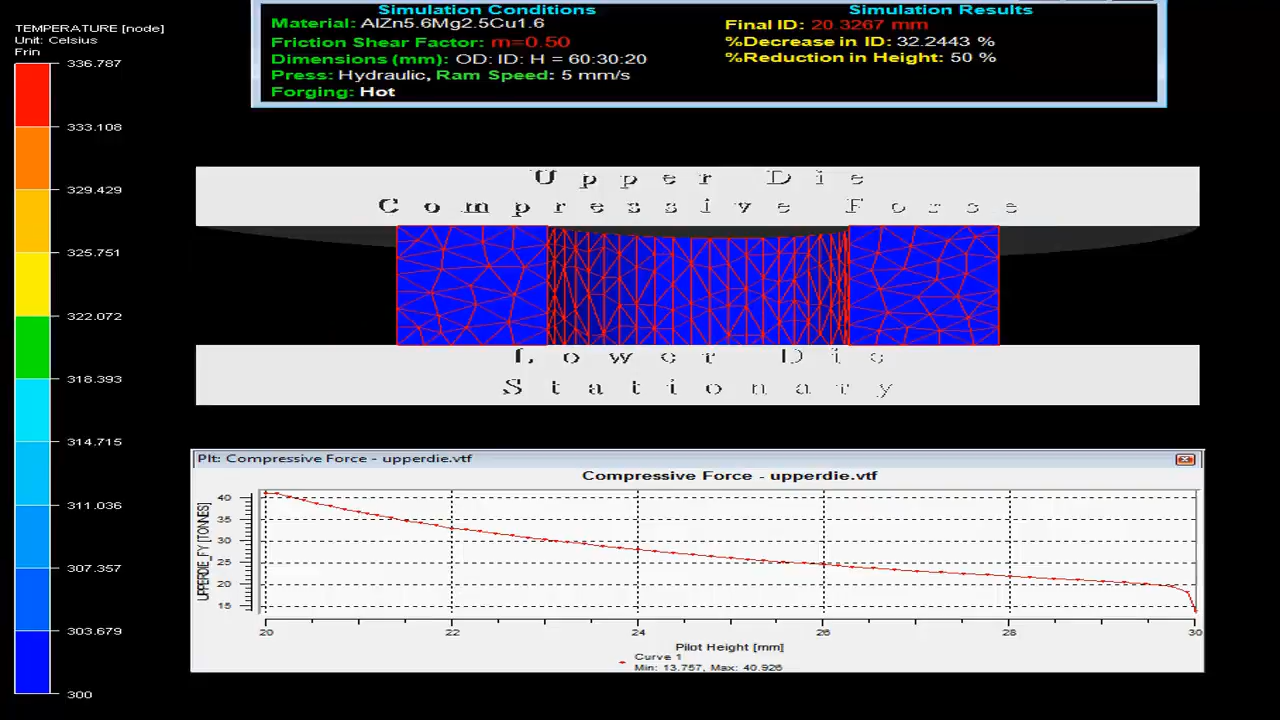 Simulation Conditions
Simulation Results
Material: AlZn5.6Mg2.5Cu1.6
Final ID: 20.3267 mm
Friction Shear Factor: m=0.50
%Decrease in ID: 32.2443 %
Dimensions (mm): OD: ID: H = 60:30:20
%Reduction in Height: 50 %
Press: Hydraulic, Ram Speed: 5 mm/s
Forging: Hot
TEMPERATURE [node]
Unit: Celsius
Frin
336.787
333.108
329.429
325.751
322.072
318.393
314.715
311.036
307.357
303.679
300
Upper Die
Compressive Force
Lower Die
Stationary
Plt: Compressive Force - upperdie.vtf
Compressive Force - upperdie.vtf
UPPERDIE_FY [TONNES]
40
35
30
25
20
15
20 22 24 26 28 30
Pilot Height [mm]
Curve 1
Min: 13.757, Max: 40.926